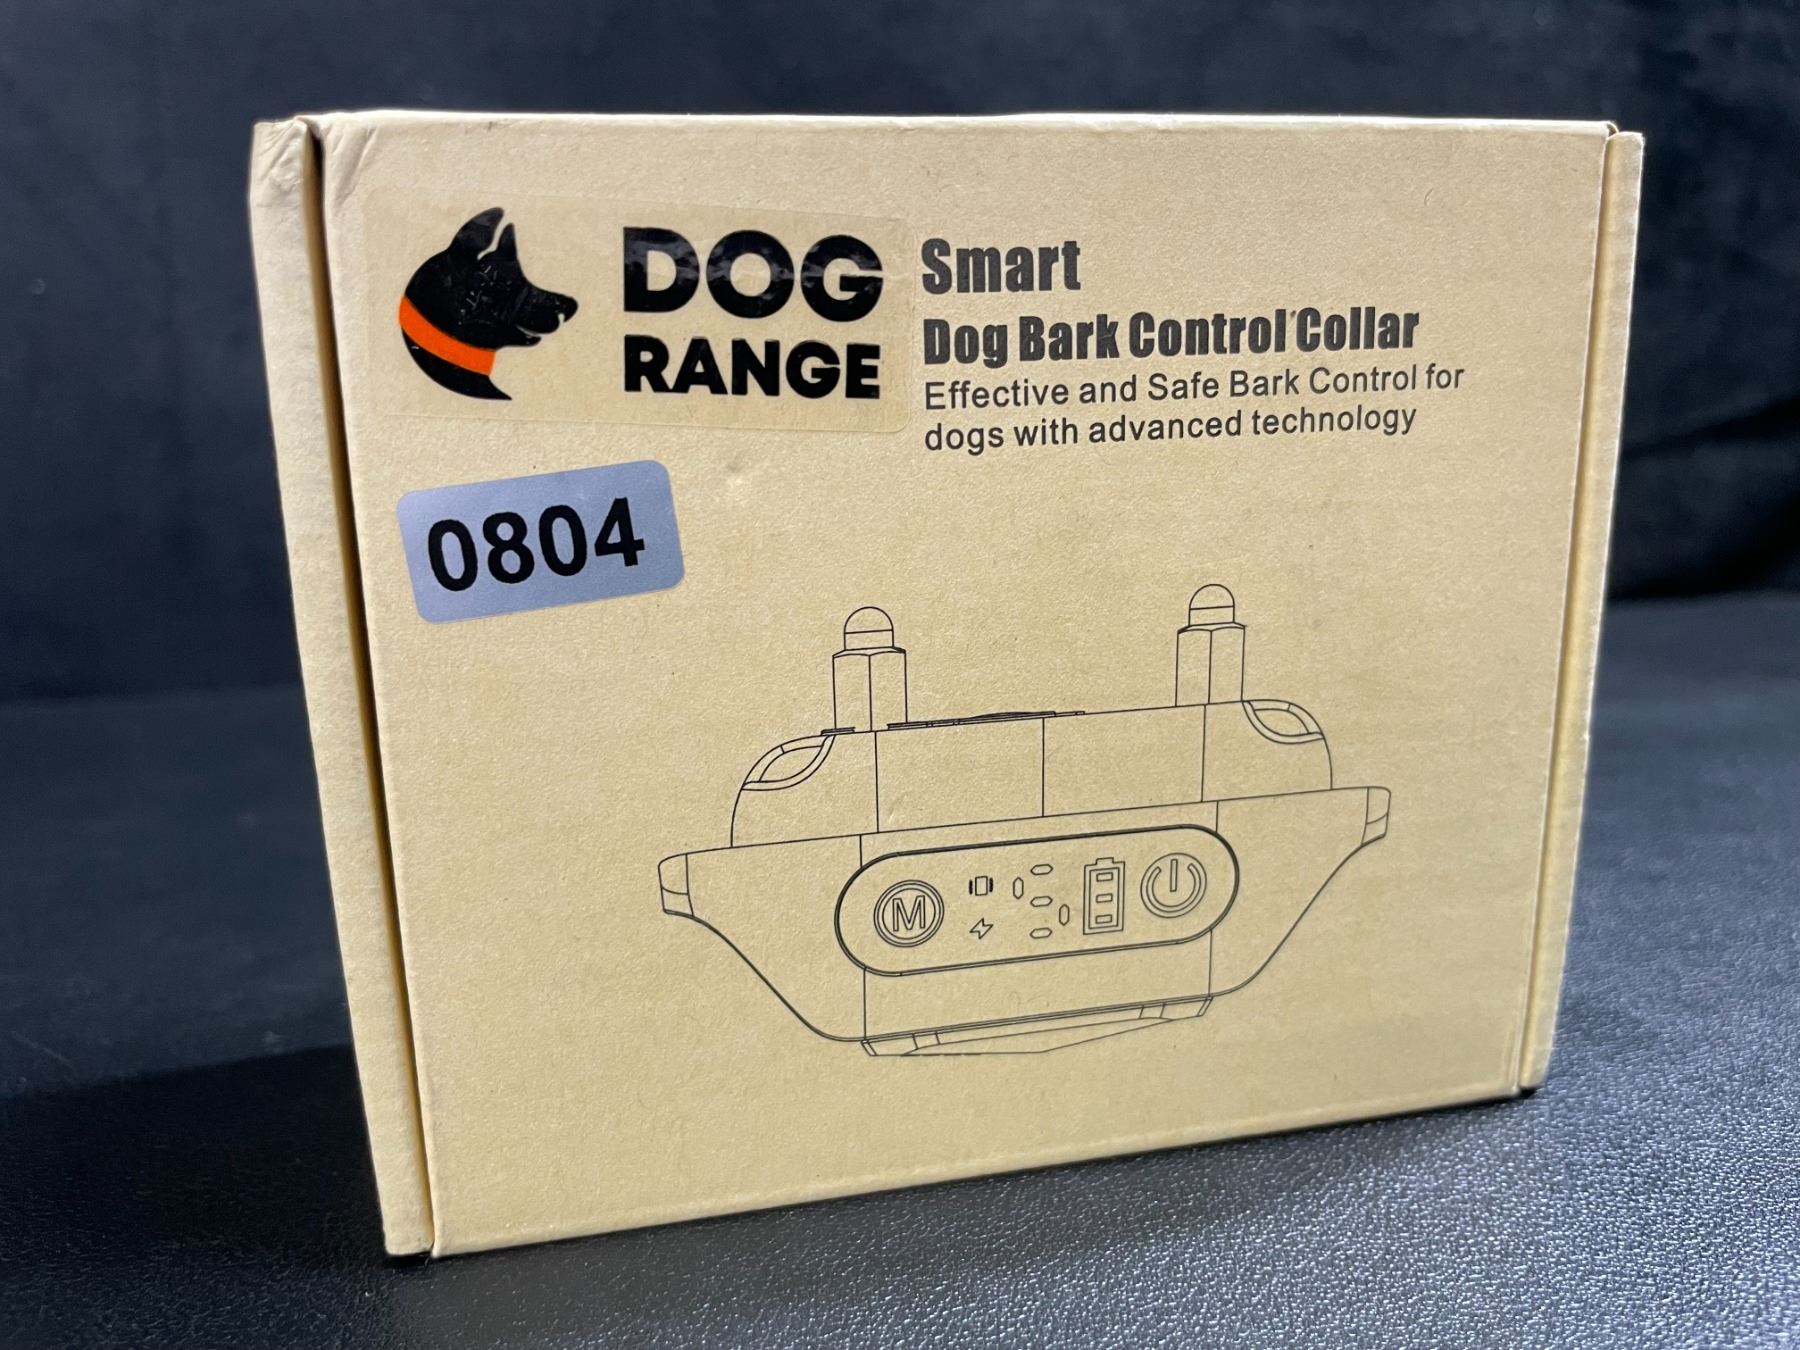 DOG
RANGE
Smart
Dog Bark Control Collar
Effective and Safe Bark Control for
dogs with advanced technology
0804
M